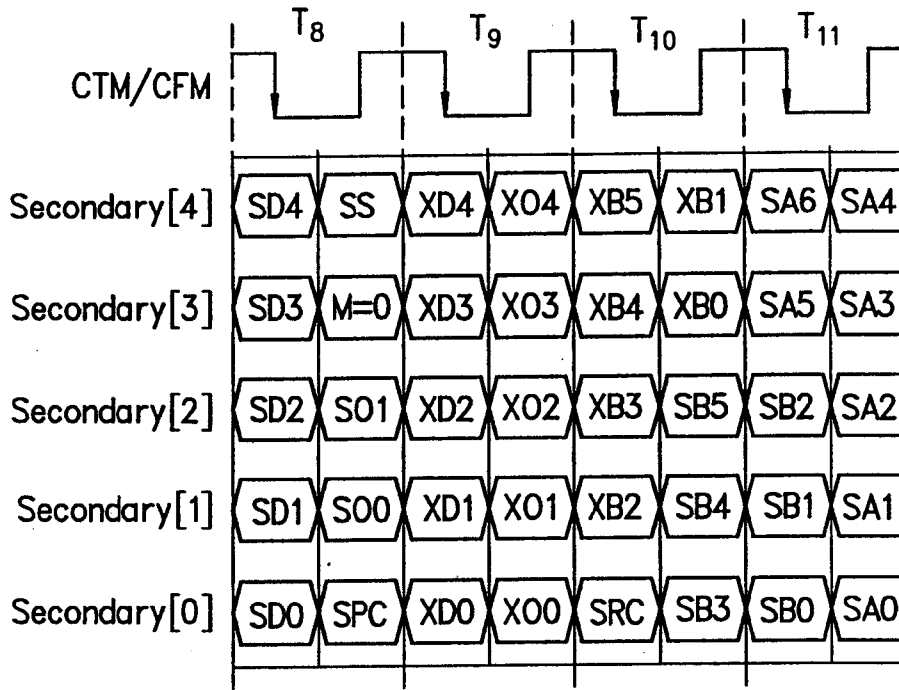 T8 T9 T10 T11
CTM/CFM
Secondary[4] SD4 SS XD4 XO4 XB5 XB1 SA6 SA4
Secondary[3] SD3 M=0 XD3 XO3 XB4 XB0 SA5 SA3
Secondary[2] SD2 SO1 XD2 XO2 XB3 SB5 SB2 SA2
Secondary[1] SD1 SO0 XD1 XO1 XB2 SB4 SB1 SA1
Secondary[0] SD0 SPC XD0 XO0 SRC SB3 SB0 SA0